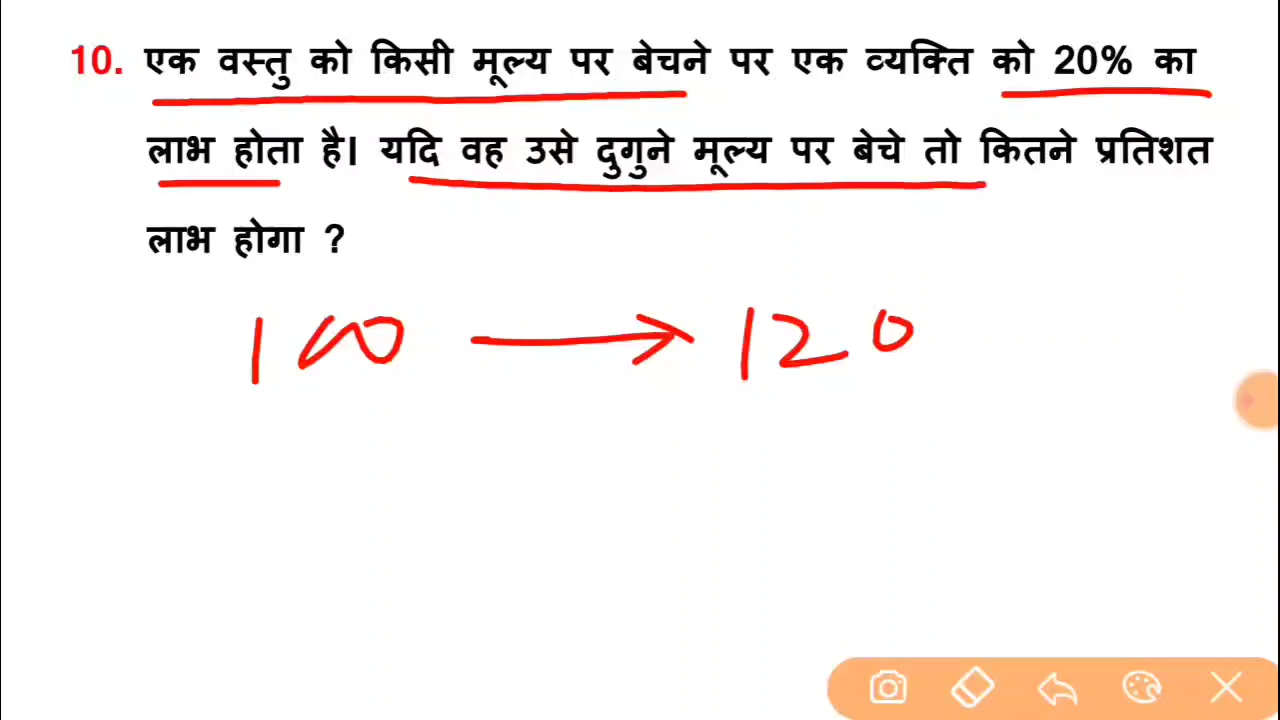 10. एक वस्तु को किसी मूल्य पर बेचने पर एक व्यक्ति को 20% का
लाभ होता है। यदि वह उसे दुगुने मूल्य पर बेचे तो कितने प्रतिशत
लाभ होगा ?
100 → 120